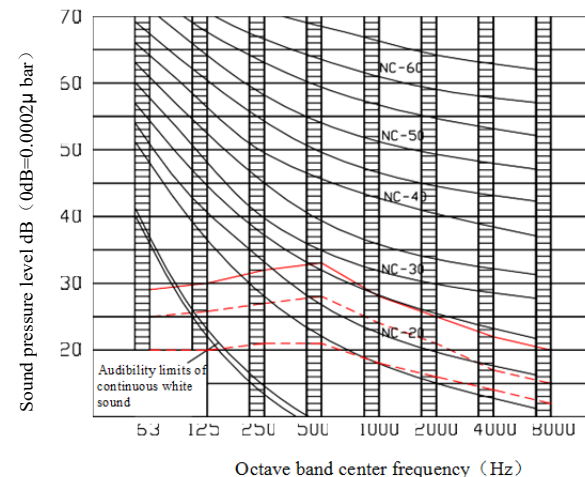 70
60
50
40
30
20
Sound pressure level dB（0dB=0.0002μ bar）
NC-60
NC-50
NC-40
NC-30
NC-20
Audibility limits of
continuous white
sound
63 125 250 500 1000 2000 4000 8000
Octave band center frequency（Hz）